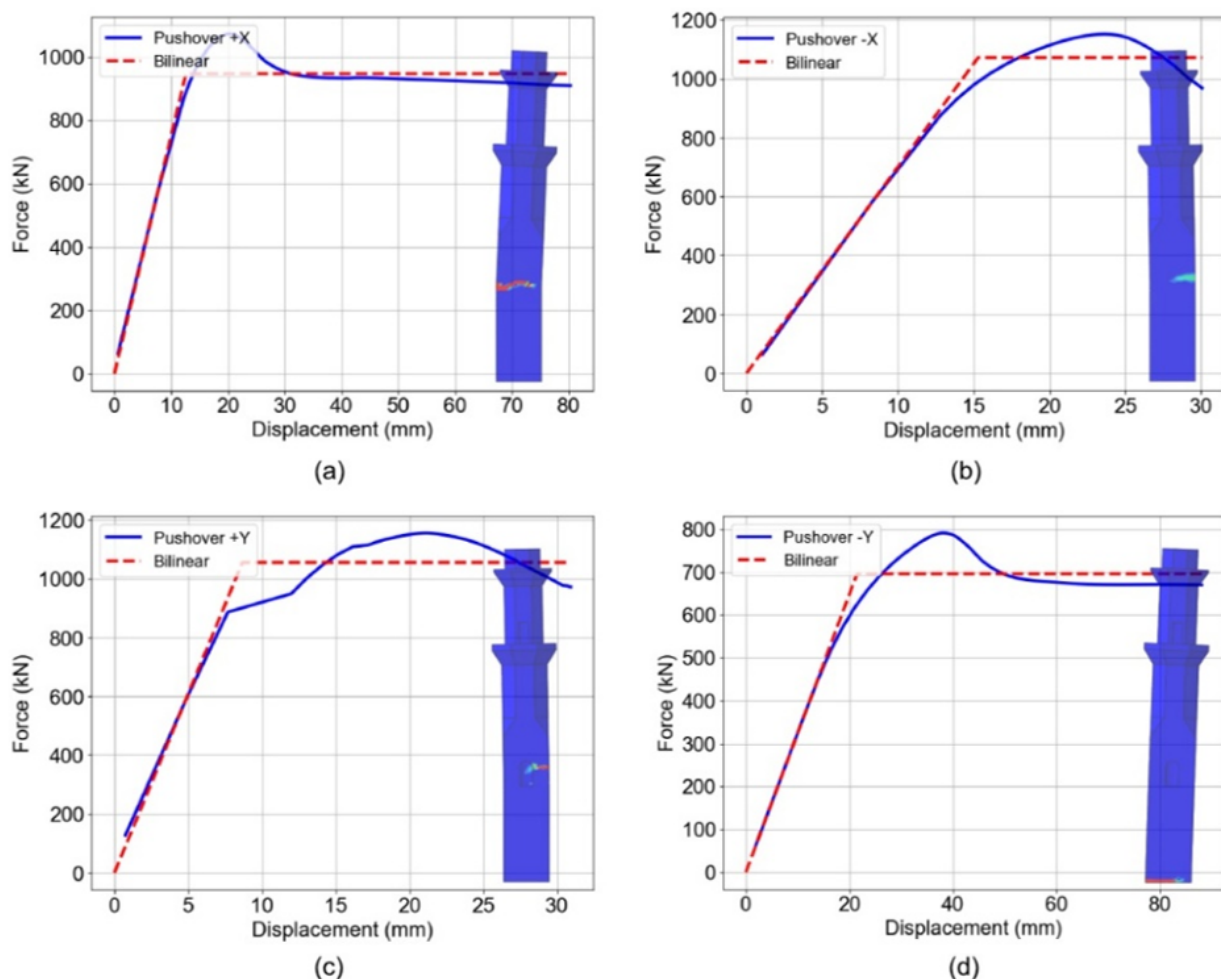 Pushover +X
Bilinear
1000
800
600
400
200
0
Force (kN)
0 10 20 30 40 50 60 70 80
Displacement (mm)
(a)
Pushover -X
Bilinear
1200
1000
800
600
400
200
0
Force (kN)
0 5 10 15 20 25 30
Displacement (mm)
(b)
Pushover +Y
Bilinear
1200
1000
800
600
400
200
0
Force (kN)
0 5 10 15 20 25 30
Displacement (mm)
(c)
Pushover -Y
Bilinear
800
700
600
500
400
300
200
100
0
Force (kN)
0 20 40 60 80
Displacement (mm)
(d)